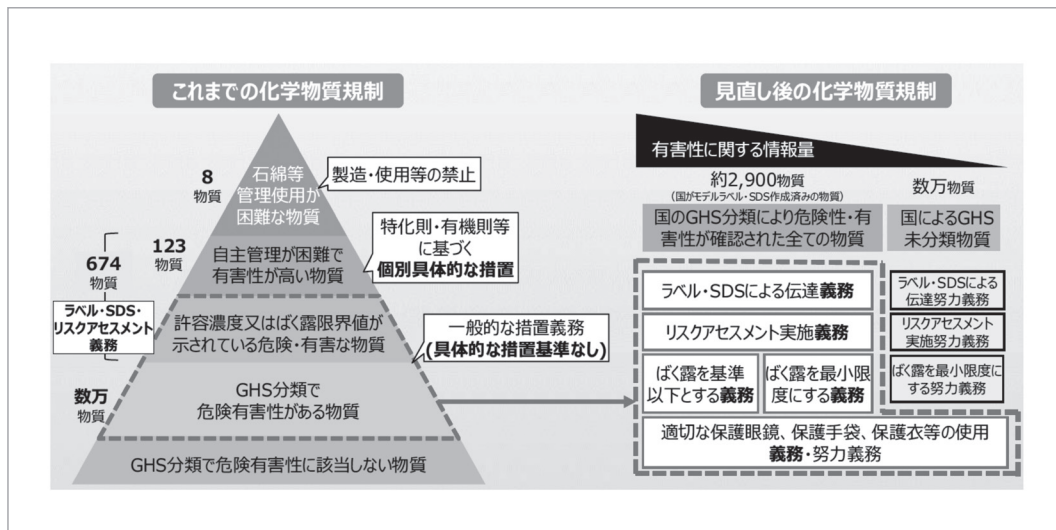 これまでの化学物質規制
8
物質
石綿等
管理使用が
困難な物質
製造・使用等の禁止
123
物質
自主管理が困難で
有害性が高い物質
特化則・有機則等
に基づく
個別具体的な措置
674
物質
ラベル・SDS・
リスクアセスメント
義務
許容濃度又はばく露限界値が
示されている危険・有害な物質
一般的な措置義務
(具体的な措置基準なし)
数万
物質
GHS分類で
危険有害性がある物質
GHS分類で危険有害性に該当しない物質
見直し後の化学物質規制
有害性に関する情報量
約2,900物質
(国がモデルラベル・SDS作成済みの物質)
国のGHS分類により危険性・有
害性が確認された全ての物質
数万物質
国によるGHS
未分類物質
ラベル・SDSによる伝達義務
ラベル・SDSによる
伝達努力義務
リスクアセスメント実施義務
リスクアセスメント
実施努力義務
ばく露を基準
以下とする義務
ばく露を最小限
度にする義務
ばく露を最小限度に
する努力義務
適切な保護眼鏡、保護手袋、保護衣等の使用
義務・努力義務